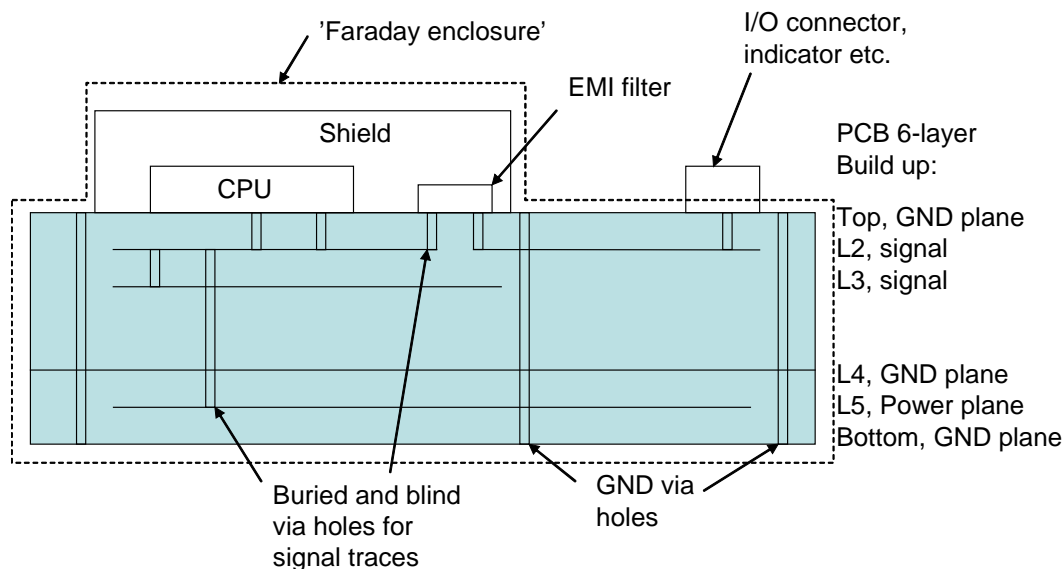 ’Faraday enclosure’
I/O connector,
indicator etc.
EMI filter
Shield
CPU
PCB 6-layer
Build up:
Top, GND plane
L2, signal
L3, signal
L4, GND plane
L5, Power plane
Bottom, GND plane
Buried and blind
via holes for
signal traces
GND via
holes